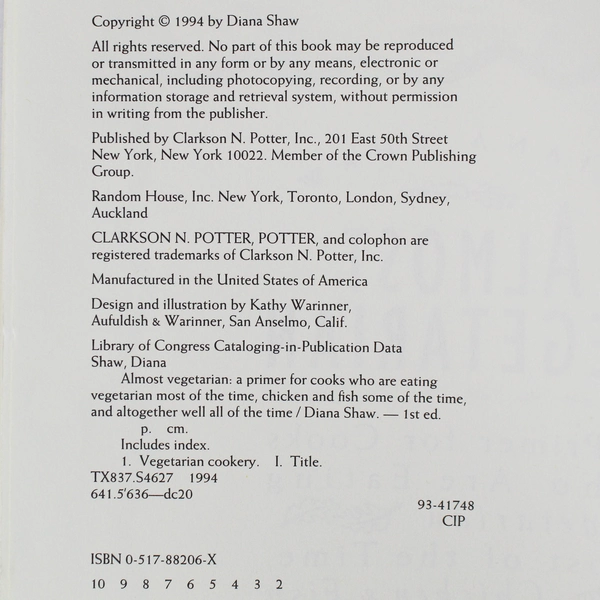 Copyright © 1994 by Diana Shaw
All rights reserved. No part of this book may be reproduced
or transmitted in any form or by any means, electronic or
mechanical, including photocopying, recording, or by any
information storage and retrieval system, without permission
in writing from the publisher.
Published by Clarkson N. Potter, Inc., 201 East 50th Street
New York, New York 10022. Member of the Crown Publishing
Group.
Random House, Inc. New York, Toronto, London, Sydney,
Auckland
CLARKSON N. POTTER, POTTER, and colophon are
registered trademarks of Clarkson N. Potter, Inc.
Manufactured in the United States of America
Design and illustration by Kathy Warinner,
Aufuldish & Warinner, San Anselmo, Calif.
Library of Congress Cataloging-in-Publication Data
Shaw, Diana
Almost vegetarian: a primer for cooks who are eating
vegetarian most of the time, chicken and fish some of the time,
and altogether well all of the time / Diana Shaw. — 1st ed.
p. cm.
Includes index.
1. Vegetarian cookery. I. Title.
TX837.S4627 1994
641.5'636—dc20
93-41748
CIP
ISBN 0-517-88206-X
10 9 8 7 6 5 4 3 2